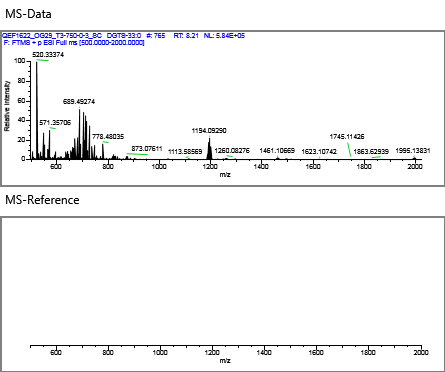 MS-Data
QEF1622_OG29_T3-750-0-3_BC DGTS-33:0 #: 765 RT: 8.21 NL: 5.84E+05
F: FTMS + p ESI Full ms [500.0000-2000.0000]
520.33374
100
80
60
40
20
0
Relative Intensity
689.49274
571.35706
778.48035
873.07611
1113.58569
1194.09290
1260.08276
1461.10669
1623.10742
1745.11426
1863.62939
1995.13831
600 800 1000 1200 1400 1600 1800 2000
m/z
MS-Reference
600 800 1000 1200 1400 1600 1800 2000
m/z